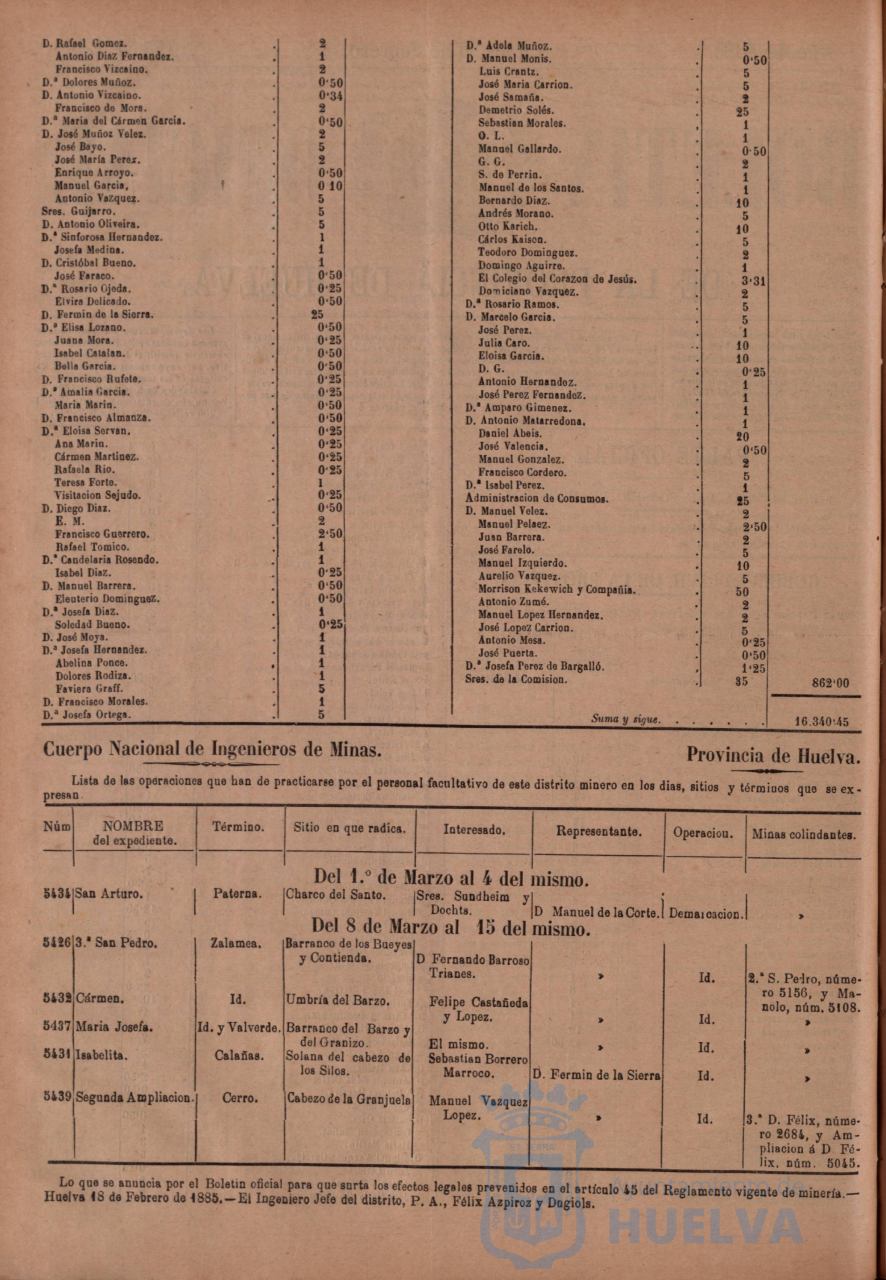 D. Rafael Gomez. . 2
Antonio Diaz Fernandez. . 1
Francisco Vizcaino. . 2
D.ª Dolores Muñoz. . 0'50
D. Antonio Vizcaino. . 0'34
Francisco de Mora. . 2
D.ª Maria del Cármen Garcia. . 0'50
D. José Muñoz Velez. . 2
José Bayo. . 5
José María Perez. . 2
Enrique Arroyo. . 0'50
Manuel Garcia, . 0 10
Antonio Vazquez. . 5
Sres. Guijarro. . 5
D. Antonio Oliveira. . 5
D.ª Sinforosa Hernandez. . 1
Josefa Medina. . 1
D. Cristóbal Bueno. . 1
José Faraco. . 0'50
D.ª Rosario Ojeda. . 0'25
Elvira Delicado. . 0'50
D. Fermin de la Sierra. . 25
D.ª Elisa Lozano. . 0'50
Juana Mora. . 0'25
Isabel Catalan. . 0'50
Bella Garcia. . 0'50
D. Francisco Rufete. . 0'25
D.ª Amalia Garcia. . 0'25
Maria Marin. . 0'50
D. Francisco Almanza. . 0'50
D.ª Eloisa Servan. . 0'25
Ana Marin. . 0'25
Cármen Martinez. . 0'25
Rafaela Rio. . 0'25
Teresa Forte. . 1
Visitacion Sejudo. . 0'25
D. Diego Diaz. . 0'50
E. M. . 2
Francisco Guerrero. . 2'50
Rafael Tomico. . 1
D.ª Candelaria Rosendo. . 1
Isabel Diaz. . 0'25
D. Manuel Barrera. . 0'50
Eleuterio Dominguez. . 0'50
D.ª Josefa Diaz. . 1
Soledad Bueno. . 0'25
D. José Moya. . 1
D.ª Josefa Hernandez. . 1
Abelina Ponce. . 1
Dolores Rodiza. . 1
Faviera Graff. . 5
D. Francisco Morales. . 1
D.ª Josefa Ortega. . 5
D.ª Adela Muñoz. . 5
D. Manuel Monis. . 0'50
Luis Crantz. . 5
José Maria Carrion. . 5
José Samaña. . 2
Demetrio Solés. . 25
Sebastian Morales. . 1
O. L. . 1
Manuel Gallardo. . 0'50
G. G. . 2
S. de Perrin. . 1
Manuel de los Santos. . 1
Bernardo Diaz. . 10
Andrés Morano. . 5
Otto Karich. . 10
Cárlos Kaison. . 5
Teodoro Dominguez. . 2
Domingo Aguirre. . 1
El Colegio del Corazon de Jesús. . 3'31
Domiciano Vazquez. . 2
D.ª Rosario Ramos. . 5
D. Marcelo Garcia. . 5
José Perez. . 1
Julia Caro. . 10
Eloisa Garcia. . 10
D. G. . 0'25
Antonio Hernandez. . 1
José Perez Fernandez. . 1
D.ª Amparo Gimenez. . 1
D. Antonio Matarredona. . 1
Daniel Abeis. . 20
José Valencia. . 0'50
Manuel Gonzalez. . 2
Francisco Cordero. . 5
D.ª Isabel Perez. . 1
Administracion de Consumos. . 25
D. Manuel Velez. . 2
Manuel Pelaez. . 2'50
Juan Barrera. . 2
José Farelo. . 5
Manuel Izquierdo. . 10
Aurelio Vazquez. . 5
Morrison Kekewich y Compañia. . 50
Antonio Zumé. . 2
Manuel Lopez Hernandez. . 2
José Lopez Carrion. . 5
Antonio Mesa. . 0'25
José Puerta. . 0'50
D.ª Josefa Perez de Bargalló. . 1'25
Sres. de la Comision. . 35 862'00
Suma y sigue. . . . . . . 16.340'45
Cuerpo Nacional de Ingenieros de Minas. Provincia de Huelva.
Lista de las operaciones que han de practicarse por el personal facultativo de este distrito minero en los dias, sitios y términos que se ex-
presan.
Núm NOMBRE del expediente. Término. Sitio en que radica. Interesado. Representante. Operacion. Minas colindantes.
Del 1.º de Marzo al 4 del mismo.
5434 San Arturo. Paterna. Charco del Santo. Sres. Sundheim y
Dochts. D Manuel de la Corte. Demarcacion. »
Del 8 de Marzo al 15 del mismo.
5426 3.ª San Pedro. Zalamea. Barranco de los Bueyes
y Contienda. D Fernando Barroso
Trianes. » Id. 2.ª S. Pedro, núme-
ro 5156, y Ma-
nolo, núm. 5108.
5432 Cármen. Id. Umbría del Barzo. Felipe Castañeda
y Lopez. » Id. »
5437 Maria Josefa. Id. y Valverde. Barranco del Barzo y
del Granizo. El mismo. » Id. »
5431 Isabelita. Calañas. Solana del cabezo de
los Silos. Sebastian Borrero
Marroco. D. Fermin de la Sierra Id. »
5439 Segunda Ampliacion. Cerro. Cabezo de la Granjuela Manuel Vazquez
Lopez. » Id. 3.ª D. Félix, núme-
ro 2684, y Am-
pliacion á D Fé-
lix, núm. 5045.
Lo que se anuncia por el Boletin oficial para que surta los efectos legales prevenidos en el artículo 45 del Reglamento vigente de minería.—
Huelva 18 de Febrero de 1885.—El Ingeniero Jefe del distrito, P. A., Félix Azpiroz y Dugiols.
HUELVA